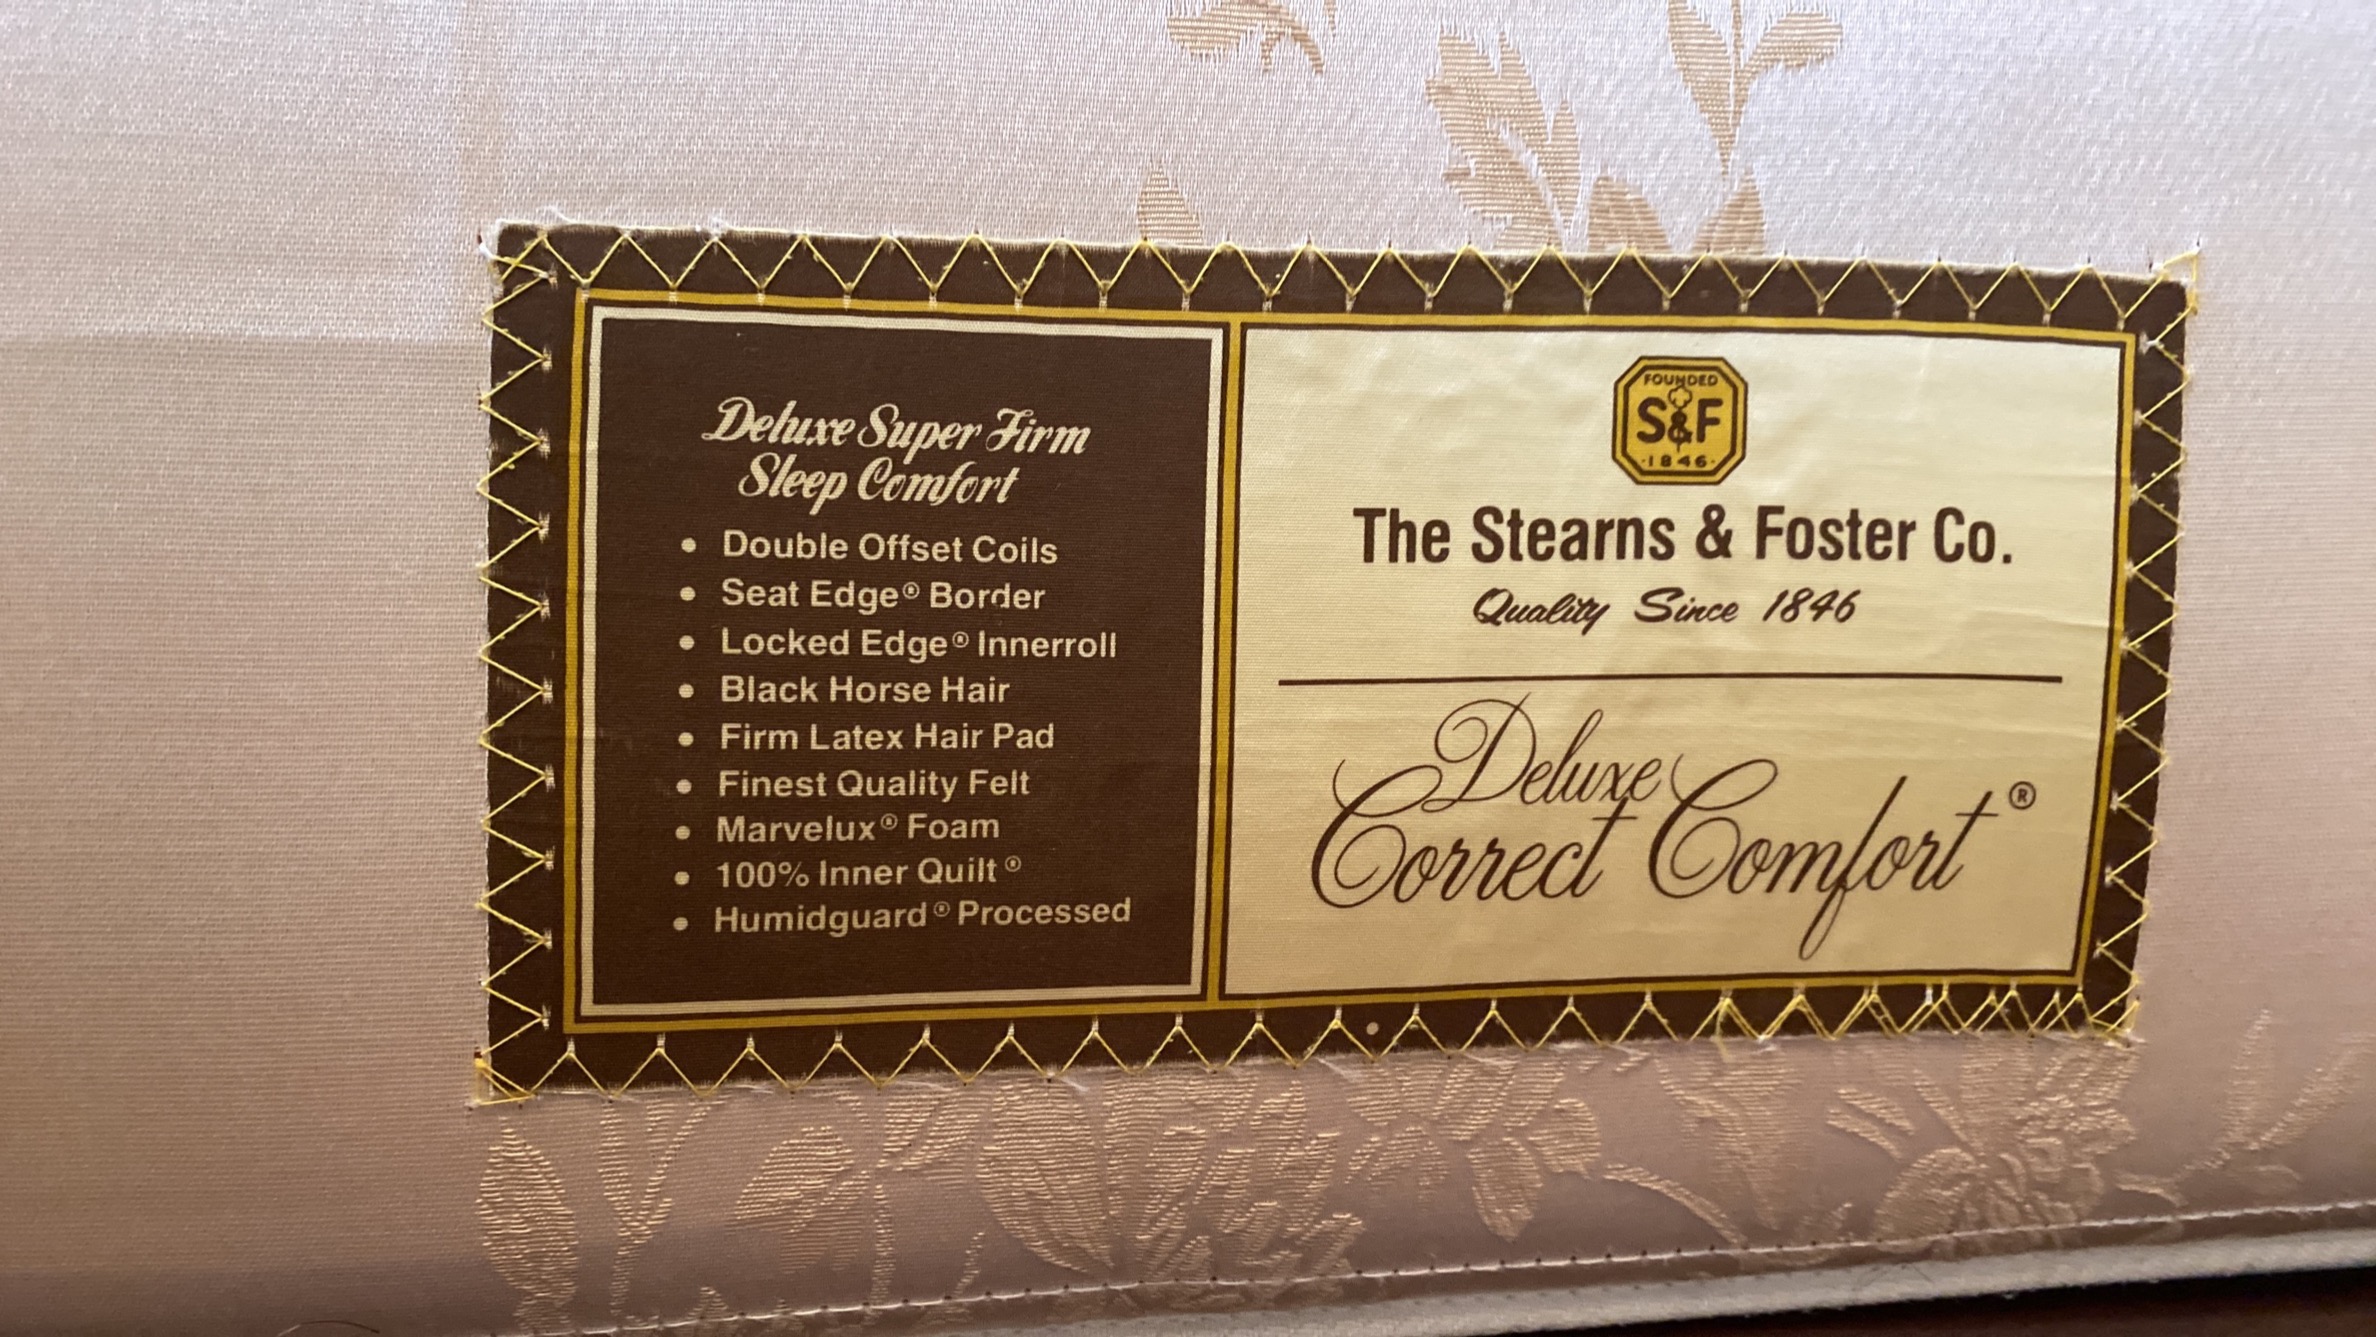 Deluxe Super Firm
Sleep Comfort
• Double Offset Coils
• Seat Edge® Border
• Locked Edge® Innerroll
• Black Horse Hair
• Firm Latex Hair Pad
• Finest Quality Felt
• Marvelux® Foam
• 100% Inner Quilt®
• Humidguard® Processed
FOUNDED
S&F
·1846·
The Stearns & Foster Co.
Quality Since 1846
Deluxe
Correct Comfort®